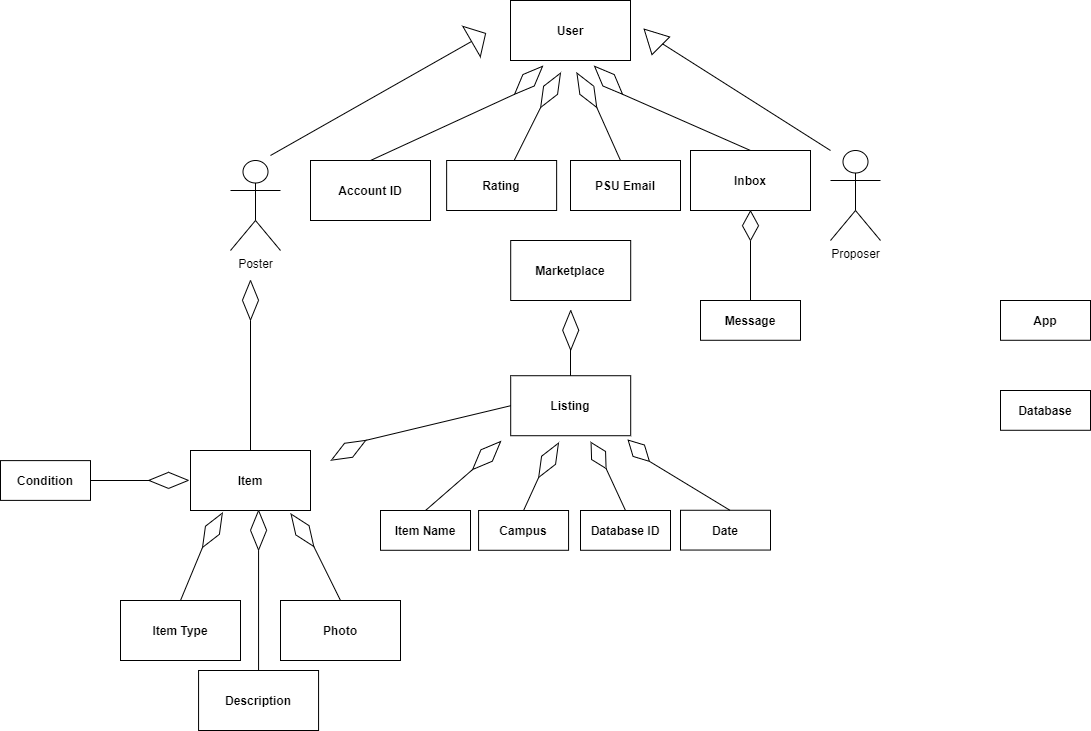 User
Account ID
Rating
PSU Email
Inbox
Poster
Proposer
Marketplace
Message
App
Listing
Database
Condition
Item
Item Name
Campus
Database ID
Date
Item Type
Photo
Description